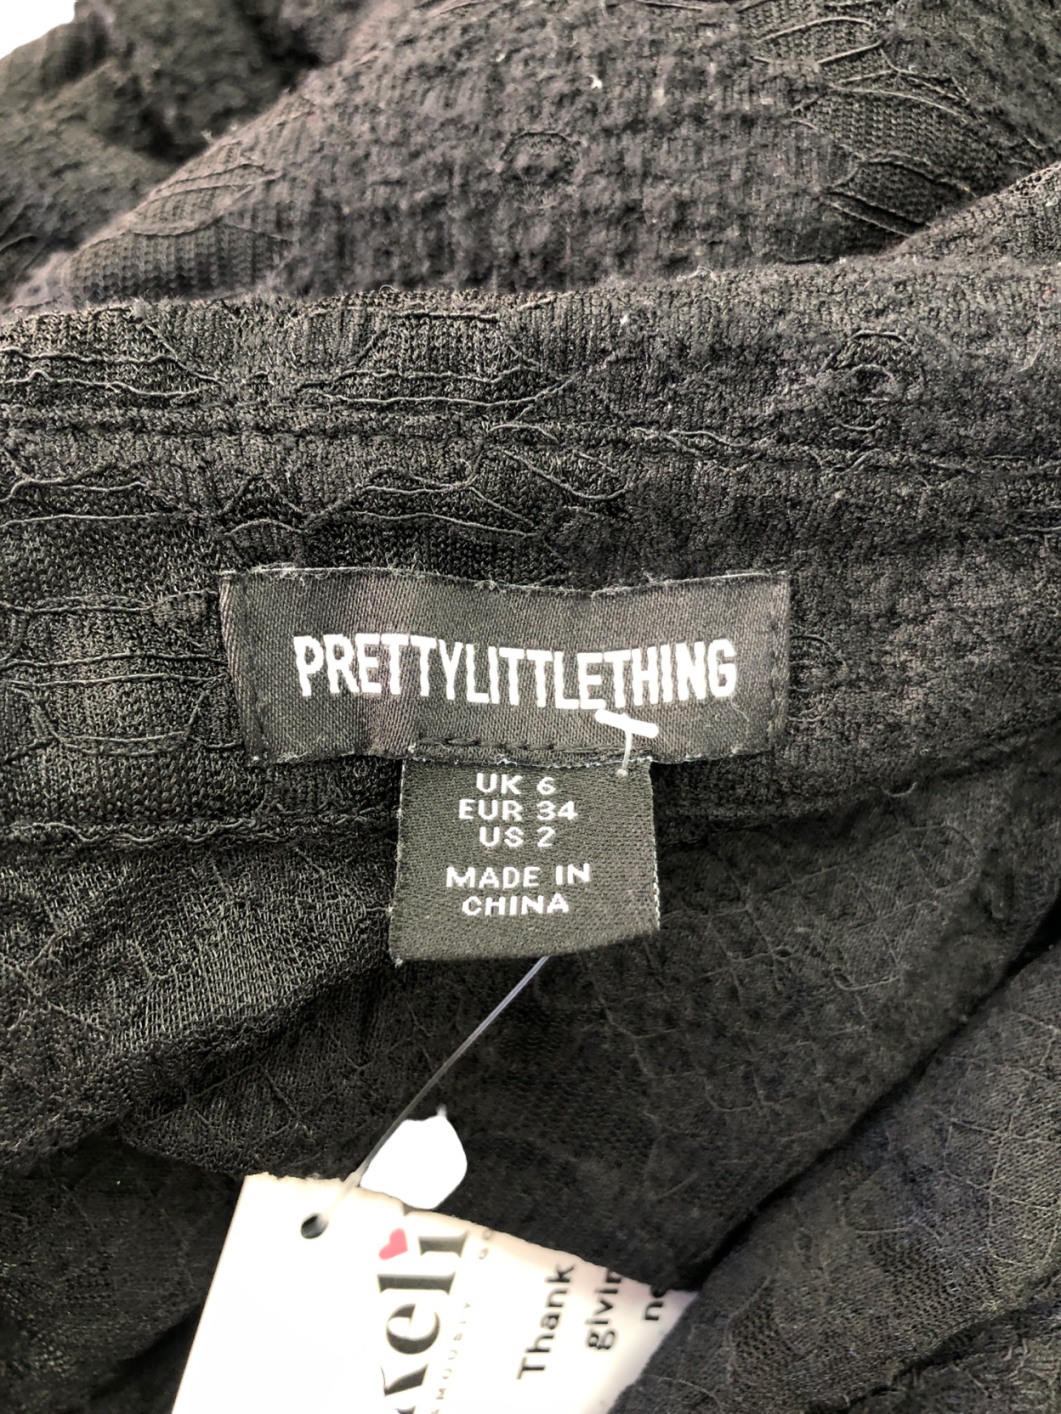 PRETTYLITTLETHING
UK 6
EUR 34
US 2
MADE IN
CHINA
Thank